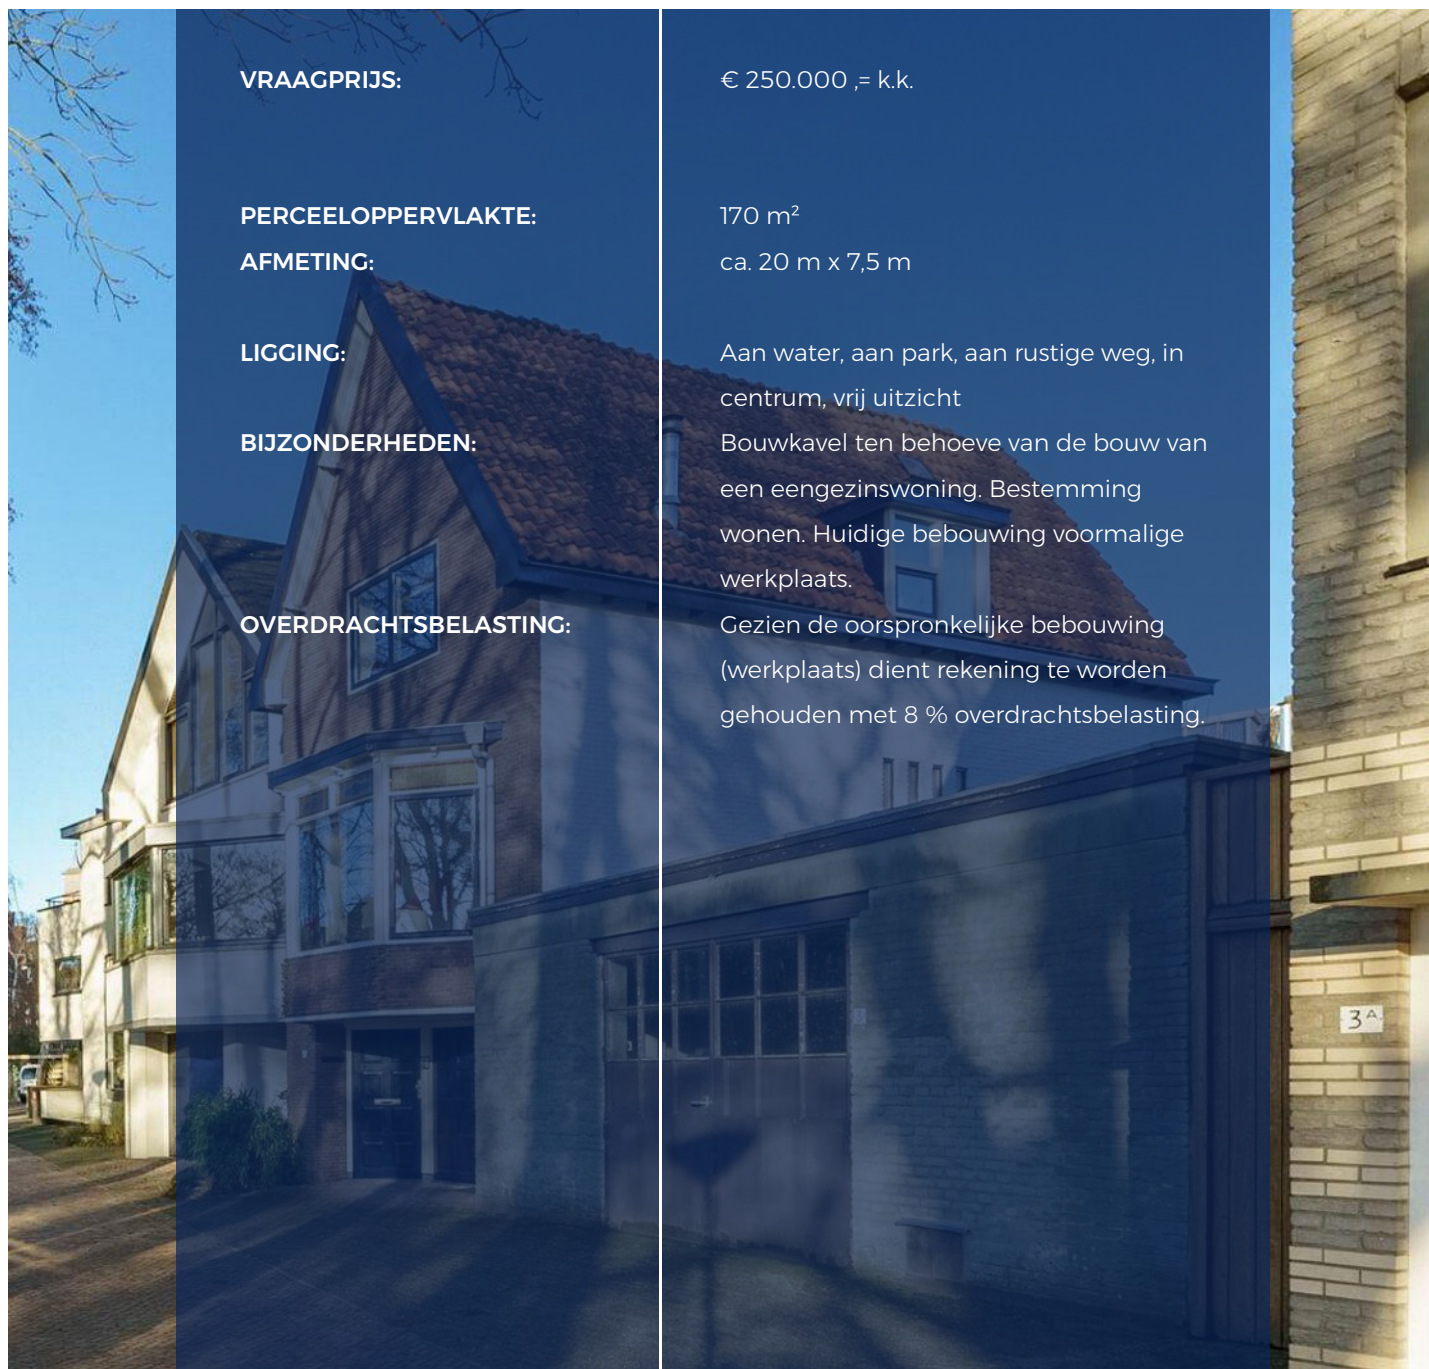 VRAAGPRIJS: € 250.000 ,= k.k.
PERCEELOPPERVLAKTE: 170 m²
AFMETING: ca. 20 m x 7,5 m
LIGGING: Aan water, aan park, aan rustige weg, in
centrum, vrij uitzicht
BIJZONDERHEDEN: Bouwkavel ten behoeve van de bouw van
een eengezinswoning. Bestemming
wonen. Huidige bebouwing voormalige
werkplaats.
OVERDRACHTSBELASTING: Gezien de oorspronkelijke bebouwing
(werkplaats) dient rekening te worden
gehouden met 8 % overdrachtsbelasting.
3A